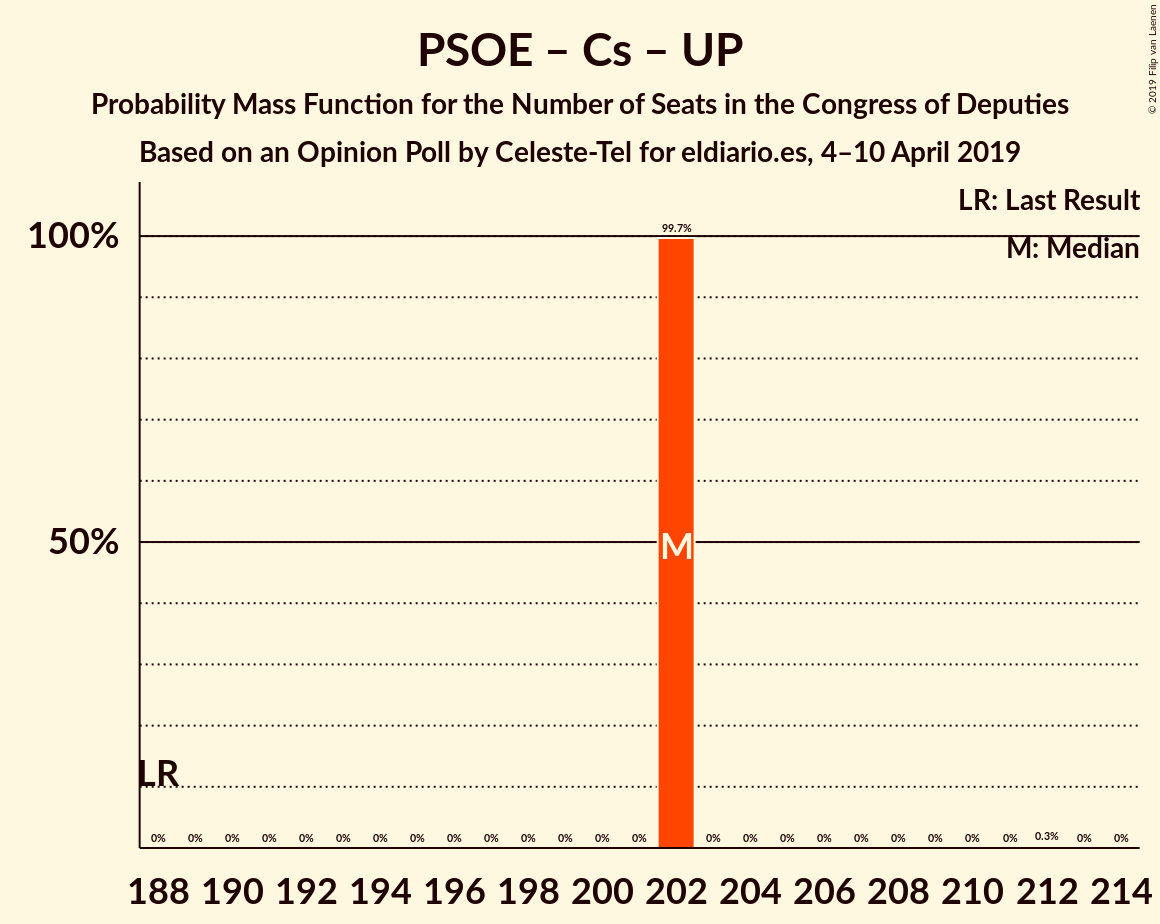 PSOE – Cs – UP
Probability Mass Function for the Number of Seats in the Congress of Deputies
Based on an Opinion Poll by Celeste-Tel for eldiario.es, 4–10 April 2019
© 2019 Filip van Laenen
LR: Last Result
M: Median
100%
50%
99.7%
M
LR
0% 0% 0% 0% 0% 0% 0% 0% 0% 0% 0% 0% 0% 0% 0% 0% 0% 0% 0% 0% 0% 0% 0% 0.3% 0% 0%
188 190 192 194 196 198 200 202 204 206 208 210 212 214